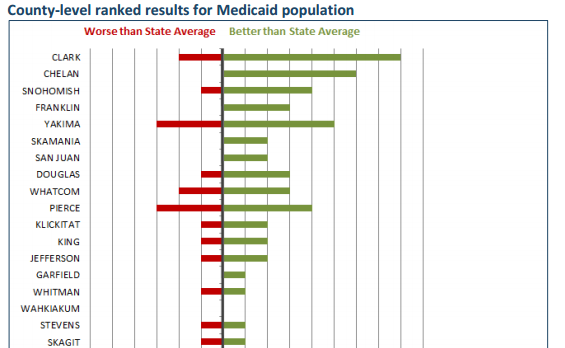 County-level ranked results for Medicaid population
Worse than State Average Better than State Average
CLARK
CHELAN
SNOHOMISH
FRANKLIN
YAKIMA
SKAMANIA
SAN JUAN
DOUGLAS
WHATCOM
PIERCE
KLICKITAT
KING
JEFFERSON
GARFIELD
WHITMAN
WAHKIAKUM
STEVENS
SKAGIT